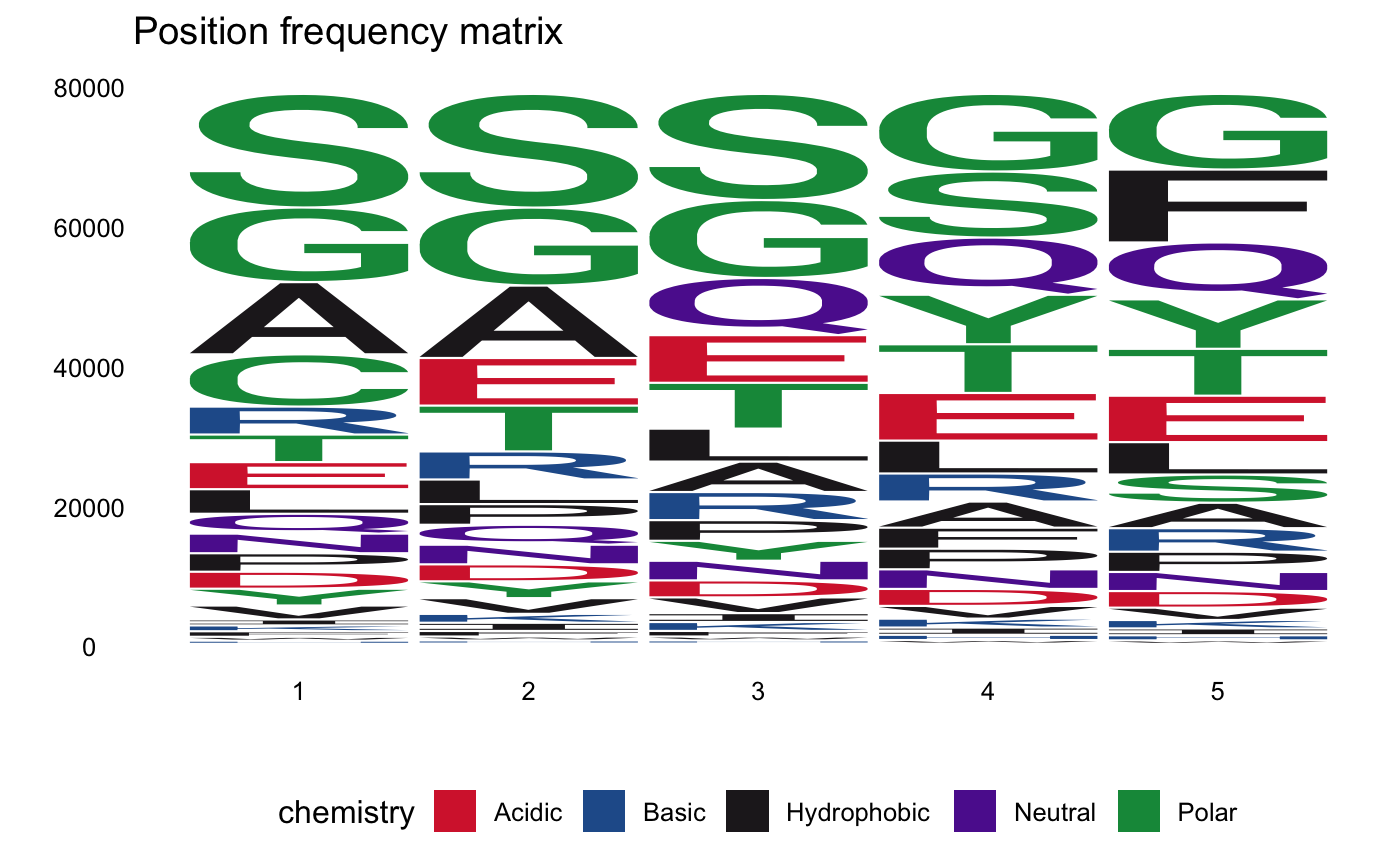 Position frequency matrix
80000
60000
40000
20000
0
S
G
A
C
R
T
E
L
Q
N
P
D
Y
V
I
S
G
A
E
T
R
L
P
Q
N
D
Y
V
K
I
S
G
Q
E
T
L
A
R
P
Y
N
D
V
I
K
G
S
Q
Y
T
E
L
R
A
F
P
N
D
V
K
I
G
F
Q
Y
T
E
L
S
A
R
P
N
D
V
K
I
1 2 3 4 5
chemistry Acidic Basic Hydrophobic Neutral Polar